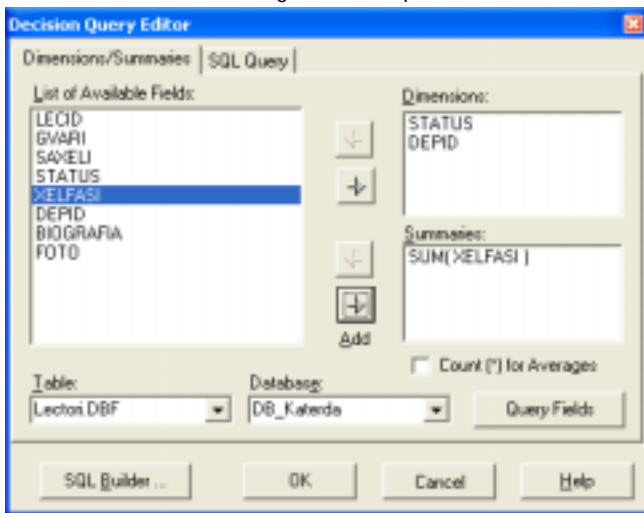 Decision Query Editor
Dimensions/Summaries
SQL Query
List of Available Fields:
LECID
GVARI
SAXELI
STATUS
XELFASI
DEPID
BIOGRAFIA
FOTO
Dimensions:
STATUS
DEPID
Summaries:
SUM( XELFASI )
Add
Count (*) for Averages
Table:
Lectori.DBF
Database:
DB_Katerda
Query Fields
SQL Builder ...
OK
Cancel
Help